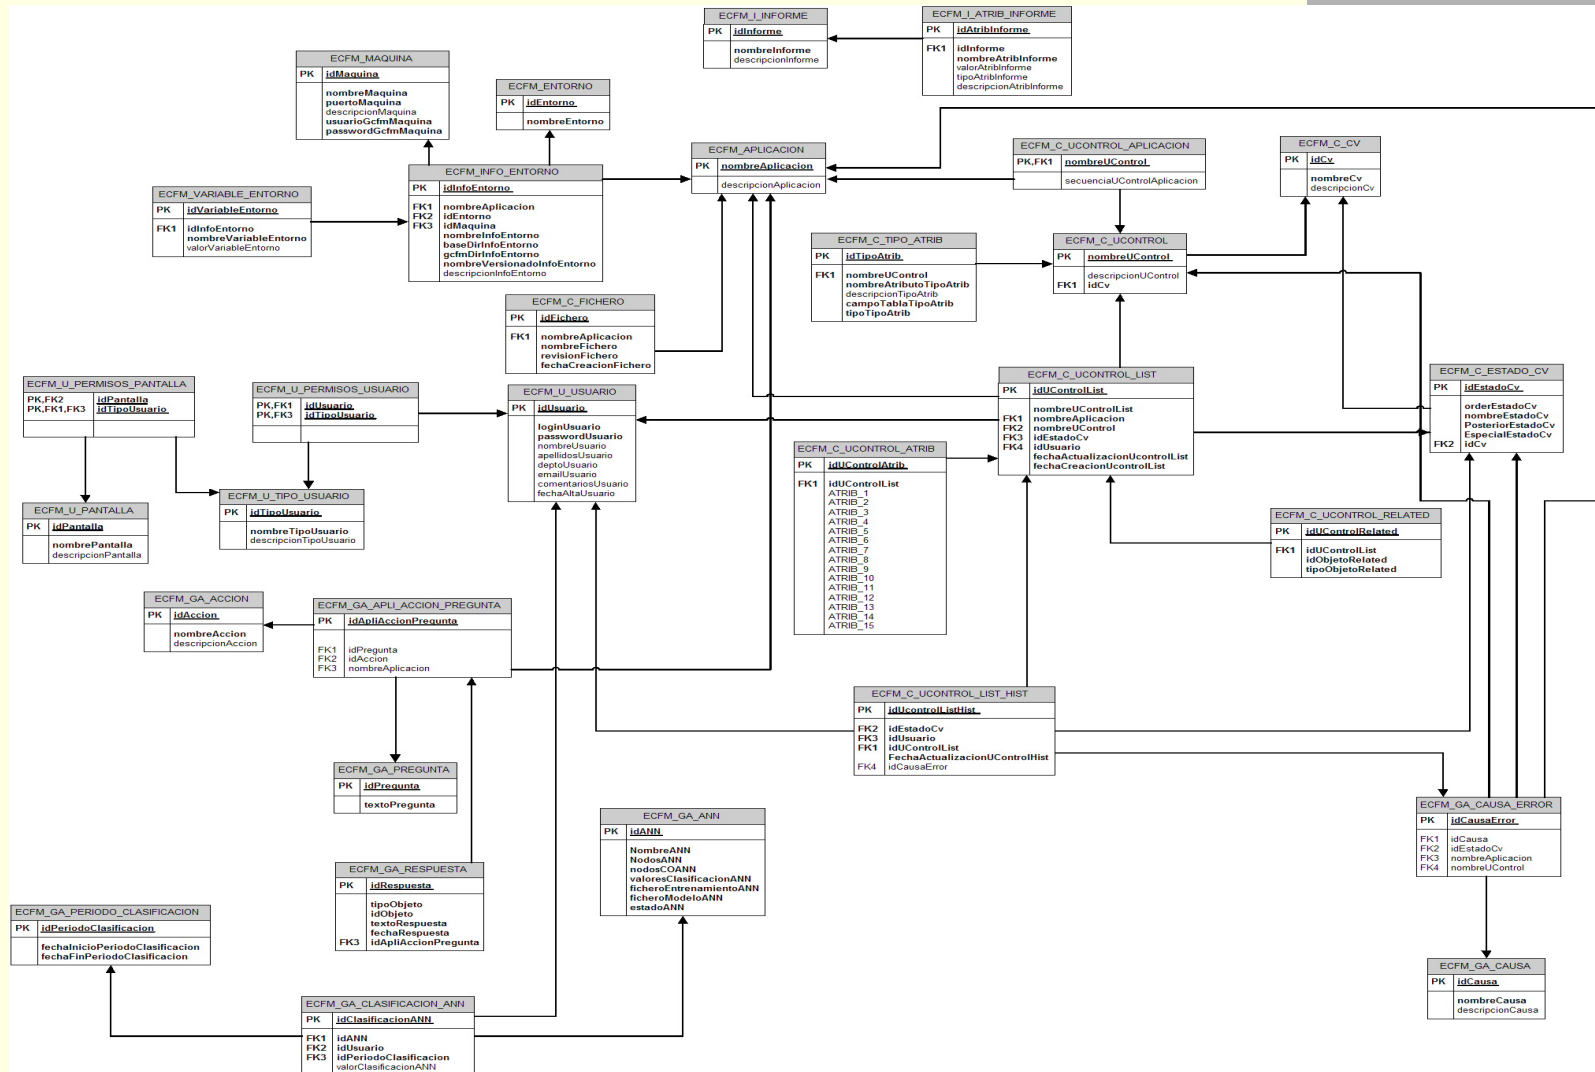 ECFM_I_INFORME
PK idInforme
nombreInforme
descripcionInforme
ECFM_I_ATRIB_INFORME
PK idAtribInforme
FK1 idInforme
nombreAtribInforme
valorAtribInforme
tipoAtribInforme
descripcionAtribInforme
ECFM_MAQUINA
PK idMaquina
nombreMaquina
puertoMaquina
descripcionMaquina
usuarioGcfmMaquina
passwordGcfmMaquina
ECFM_ENTORNO
PK idEntorno
nombreEntorno
ECFM_APLICACION
PK nombreAplicacion
descripcionAplicacion
ECFM_C_UCONTROL_APLICACION
PK,FK1 nombreUControl
secuenciaUControlAplicacion
ECFM_C_CV
PK idCv
nombreCv
descripcionCv
ECFM_INFO_ENTORNO
PK idInfoEntorno
FK1 nombreAplicacion
FK2 idEntorno
FK3 idMaquina
nombreInfoEntorno
baseDirInfoEntorno
gcfmDirInfoEntorno
nombreVersionadoInfoEntorno
descripcionInfoEntorno
ECFM_VARIABLE_ENTORNO
PK idVariableEntorno
FK1 idInfoEntorno
nombreVariableEntorno
valorVariableEntorno
ECFM_C_TIPO_ATRIB
PK idTipoAtrib
FK1 nombreUControl
nombreAtributoTipoAtrib
descripcionTipoAtrib
campoTablaTipoAtrib
tipoTipoAtrib
ECFM_C_UCONTROL
PK nombreUControl
descripcionUControl
FK1 idCv
ECFM_C_FICHERO
PK idFichero
FK1 nombreAplicacion
nombreFichero
revisionFichero
fechaCreacionFichero
ECFM_U_PERMISOS_PANTALLA
PK,FK2 idPantalla
PK,FK1,FK3 idTipoUsuario
ECFM_U_PERMISOS_USUARIO
PK,FK1 idUsuario
PK,FK3 idTipoUsuario
ECFM_U_USUARIO
PK idUsuario
loginUsuario
passwordUsuario
nombreUsuario
apellidosUsuario
deptoUsuario
emailUsuario
comentariosUsuario
fechaAltaUsuario
ECFM_C_UCONTROL_LIST
PK idUControlList
nombreUControlList
FK1 nombreAplicacion
FK2 nombreUControl
FK3 idEstadoCv
FK4 idUsuario
fechaActualizacionUcontrolList
fechaCreacionUcontrolList
ECFM_C_ESTADO_CV
PK idEstadoCv
orderEstadoCv
nombreEstadoCv
PosteriorEstadoCv
EspecialEstadoCv
FK2 idCv
ECFM_C_UCONTROL_ATRIB
PK idUControlAtrib
FK1 idUControlList
ATRIB_1
ATRIB_2
ATRIB_3
ATRIB_4
ATRIB_5
ATRIB_6
ATRIB_7
ATRIB_8
ATRIB_9
ATRIB_10
ATRIB_11
ATRIB_12
ATRIB_13
ATRIB_14
ATRIB_15
ECFM_U_PANTALLA
PK idPantalla
nombrePantalla
descripcionPantalla
ECFM_U_TIPO_USUARIO
PK idTipoUsuario
nombreTipoUsuario
descripcionTipoUsuario
ECFM_C_UCONTROL_RELATED
PK idUControlRelated
FK1 idUControlList
idObjetoRelated
tipoObjetoRelated
ECFM_GA_ACCION
PK idAccion
nombreAccion
descripcionAccion
ECFM_GA_APLI_ACCION_PREGUNTA
PK idApliAccionPregunta
FK1 idPregunta
FK2 idAccion
FK3 nombreAplicacion
ECFM_C_UCONTROL_LIST_HIST
PK idUcontrolListHist
FK2 idEstadoCv
FK3 idUsuario
FK1 idUControlList
FechaActualizacionUControlHist
FK4 idCausaError
ECFM_GA_PREGUNTA
PK idPregunta
textoPregunta
ECFM_GA_ANN
PK idANN
NombreANN
NodosANN
nodosCOANN
valoresClasificacionANN
ficheroEntrenamientoANN
ficheroModeloANN
estadoANN
ECFM_GA_CAUSA_ERROR
PK idCausaError
FK1 idCausa
FK2 idEstadoCv
FK3 nombreAplicacion
FK4 nombreUControl
ECFM_GA_RESPUESTA
PK idRespuesta
tipoObjeto
idObjeto
textoRespuesta
fechaRespuesta
FK3 idApliAccionPregunta
ECFM_GA_PERIODO_CLASIFICACION
PK idPeriodoClasificacion
fechaInicioPeriodoClasificacion
fechaFinPeriodoClasificacion
ECFM_GA_CAUSA
PK idCausa
nombreCausa
descripcionCausa
ECFM_GA_CLASIFICACION_ANN
PK idClasificacionANN
FK1 idANN
FK2 idUsuario
FK3 idPeriodoClasificacion
valorClasificacionANN